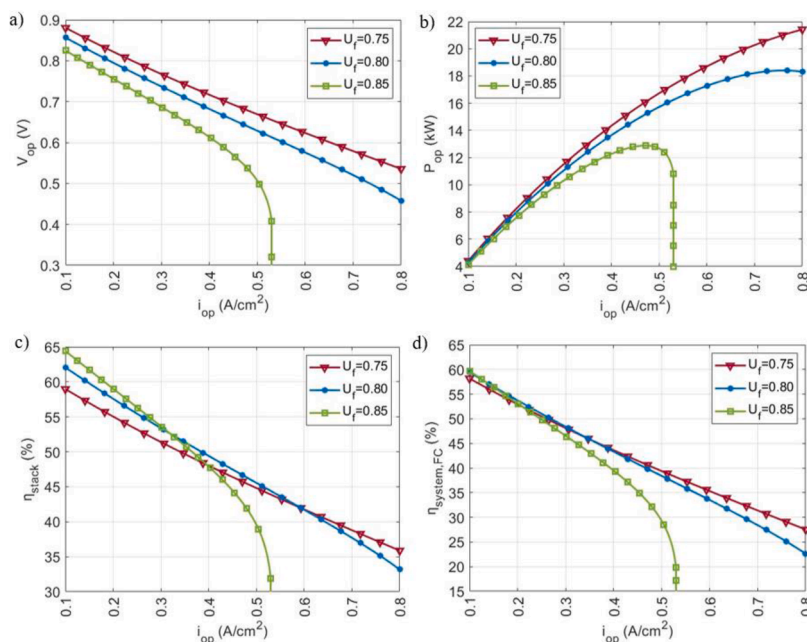 a)
0.9
0.8
0.7
0.6
0.5
0.4
0.3
V_op (V)
U_f=0.75
U_f=0.80
U_f=0.85
0.1
0.2
0.3
0.4
0.5
0.6
0.7
0.8
i_op (A/cm²)
b)
22
20
18
16
14
12
10
8
6
4
P_op (kW)
U_f=0.75
U_f=0.80
U_f=0.85
0.1
0.2
0.3
0.4
0.5
0.6
0.7
0.8
i_op (A/cm²)
c)
65
60
55
50
45
40
35
30
η_stack (%)
U_f=0.75
U_f=0.80
U_f=0.85
0.1
0.2
0.3
0.4
0.5
0.6
0.7
0.8
i_op (A/cm²)
d)
65
60
55
50
45
40
35
30
25
20
15
η_system,FC (%)
U_f=0.75
U_f=0.80
U_f=0.85
0.1
0.2
0.3
0.4
0.5
0.6
0.7
0.8
i_op (A/cm²)